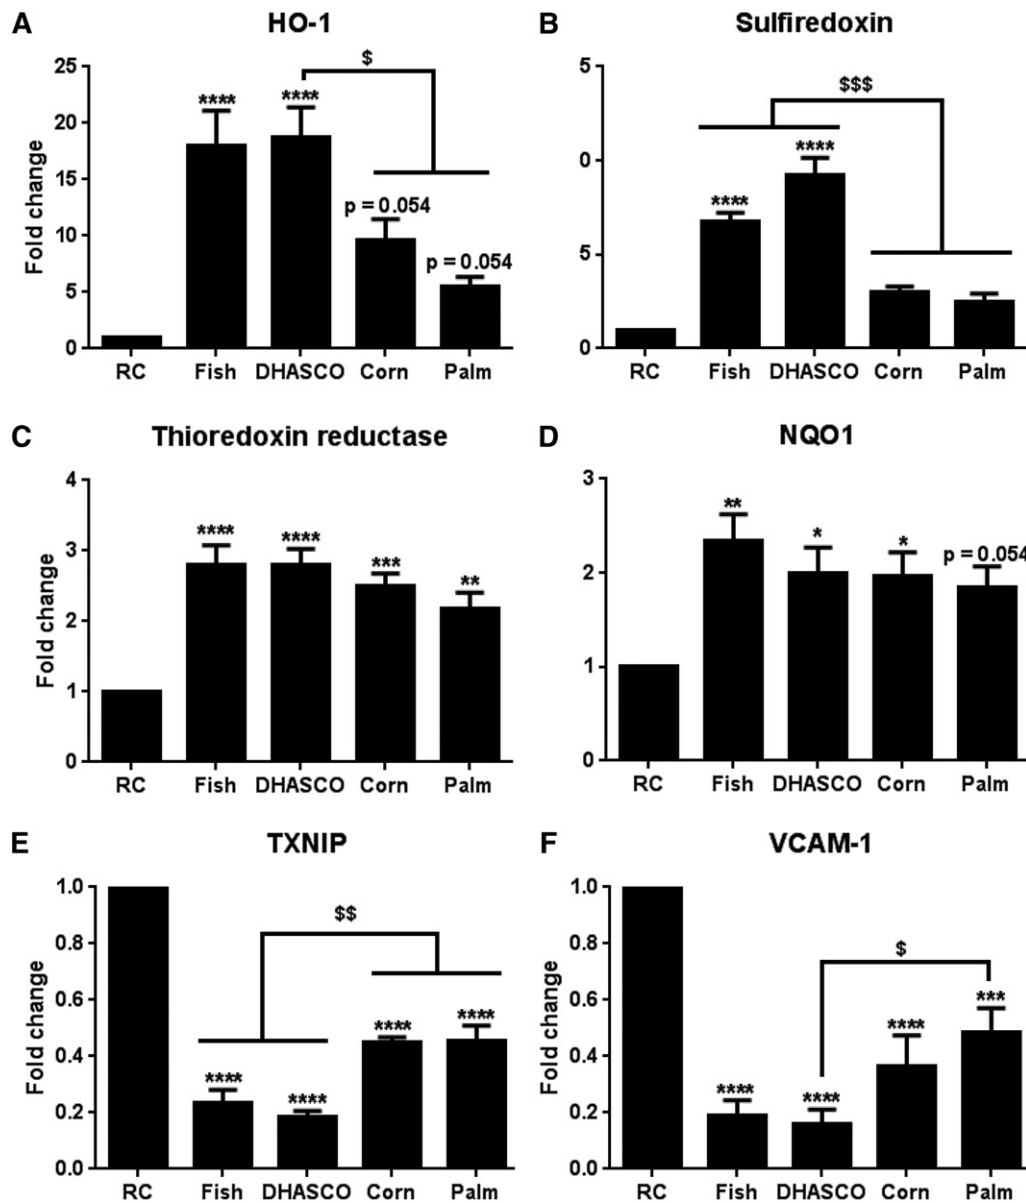 A
HO-1
25
20
15
10
5
0
Fold change
****
****
$
p = 0.054
p = 0.054
RC
Fish
DHASCO
Corn
Palm
B
Sulfiredoxin
5
0
5
0
****
****
$$$
RC
Fish
DHASCO
Corn
Palm
C
Thioredoxin reductase
4
3
2
1
0
Fold change
****
****
***
**
RC
Fish
DHASCO
Corn
Palm
D
NQO1
3
2
1
0
**
*
*
p = 0.054
RC
Fish
DHASCO
Corn
Palm
E
TXNIP
1.0
0.8
0.6
0.4
0.2
0.0
Fold change
$$
****
****
****
****
RC
Fish
DHASCO
Corn
Palm
F
VCAM-1
1.0
0.8
0.6
0.4
0.2
0.0
Fold change
$
****
****
****
***
RC
Fish
DHASCO
Corn
Palm